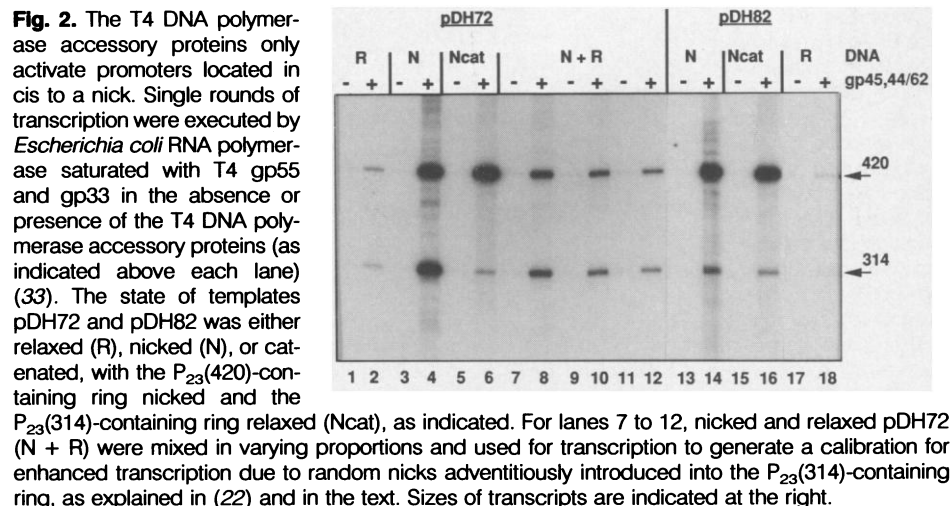 Fig. 2. The T4 DNA polymer-
ase accessory proteins only
activate promoters located in
cis to a nick. Single rounds of
transcription were executed by
Escherichia coli RNA polymer-
ase saturated with T4 gp55
and gp33 in the absence or
presence of the T4 DNA poly-
merase accessory proteins (as
indicated above each lane)
(33). The state of templates
pDH72 and pDH82 was either
relaxed (R), nicked (N), or cat-
enated, with the P23(420)-con-
taining ring nicked and the
P23(314)-containing ring relaxed (Ncat), as indicated. For lanes 7 to 12, nicked and relaxed pDH72
(N + R) were mixed in varying proportions and used for transcription to generate a calibration for
enhanced transcription due to random nicks adventitiously introduced into the P23(314)-containing
ring, as explained in (22) and in the text. Sizes of transcripts are indicated at the right.
pDH72 pDH82
R N Ncat N + R N Ncat R DNA
- + - + - + - + - + - + - + - + - + gp45,44/62
420
314
1 2 3 4 5 6 7 8 9 10 11 12 13 14 15 16 17 18